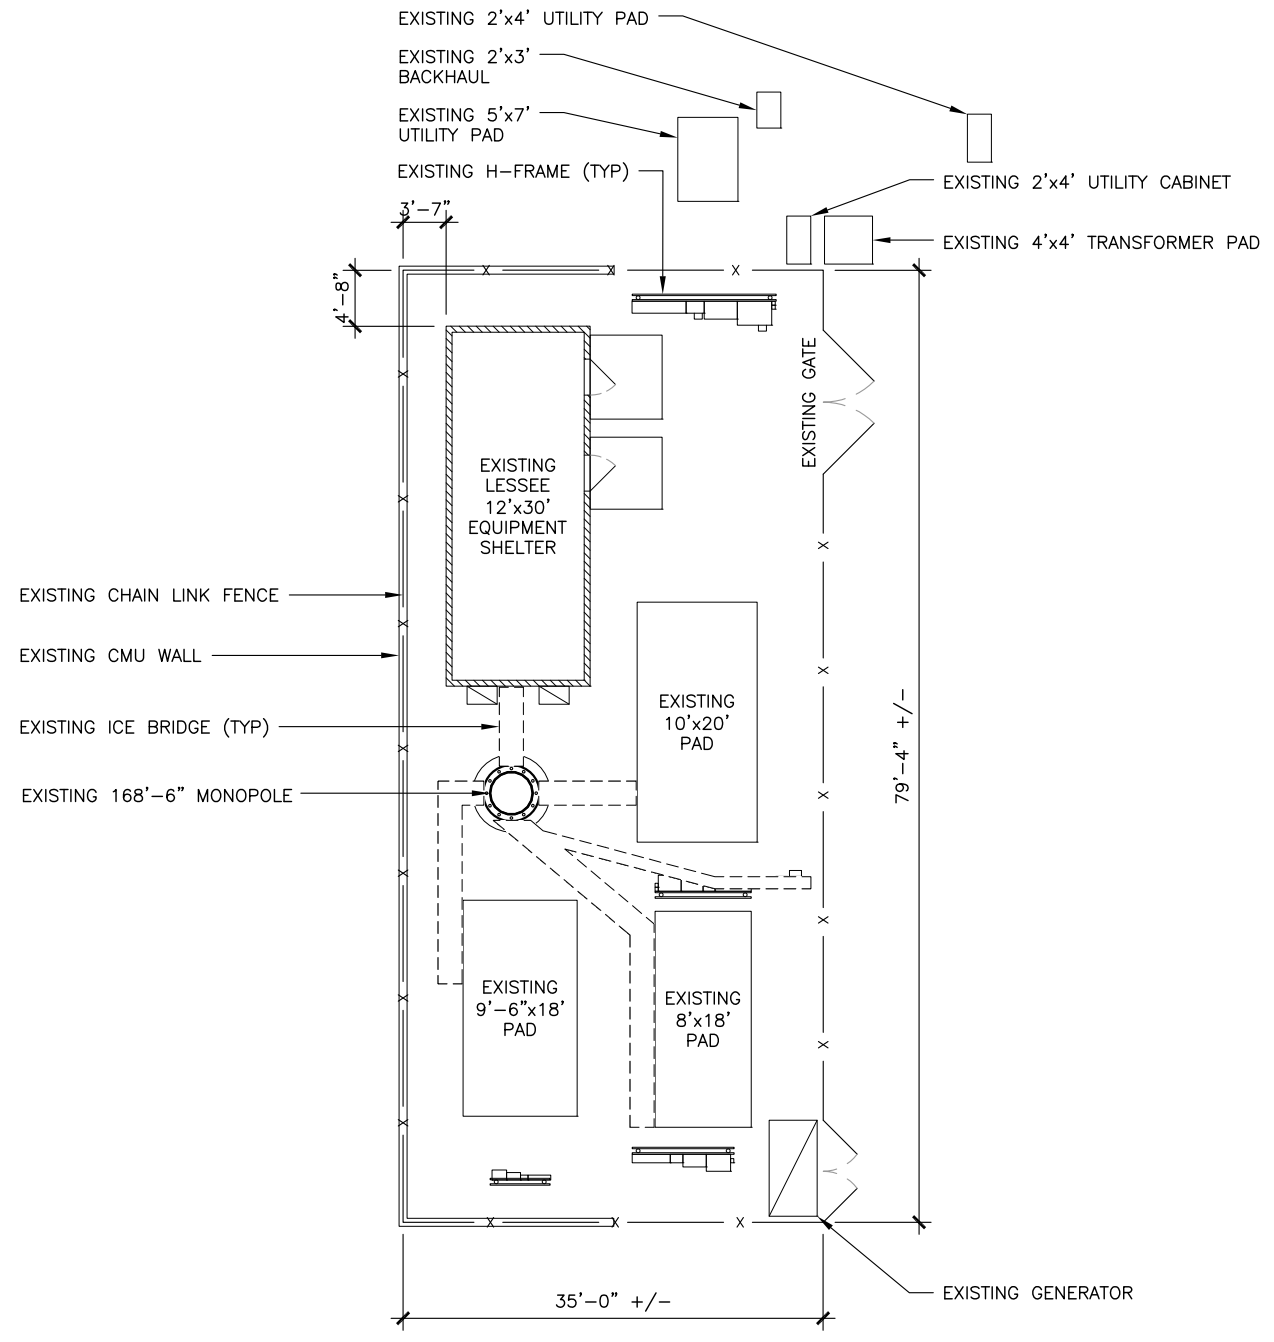 EXISTING 2'x4' UTILITY PAD
EXISTING 2'x3'
BACKHAUL
EXISTING 5'x7'
UTILITY PAD
EXISTING H-FRAME (TYP)
EXISTING 2'x4' UTILITY CABINET
3'-7"
EXISTING 4'x4' TRANSFORMER PAD
4'-8"
EXISTING GATE
EXISTING
LESSEE
12'x30'
EQUIPMENT
SHELTER
EXISTING CHAIN LINK FENCE
EXISTING CMU WALL
EXISTING
10'x20'
PAD
EXISTING ICE BRIDGE (TYP)
79'-4" +/-
EXISTING 168'-6" MONOPOLE
EXISTING
9'-6"x18'
PAD
EXISTING
8'x18'
PAD
EXISTING GENERATOR
35'-0" +/-